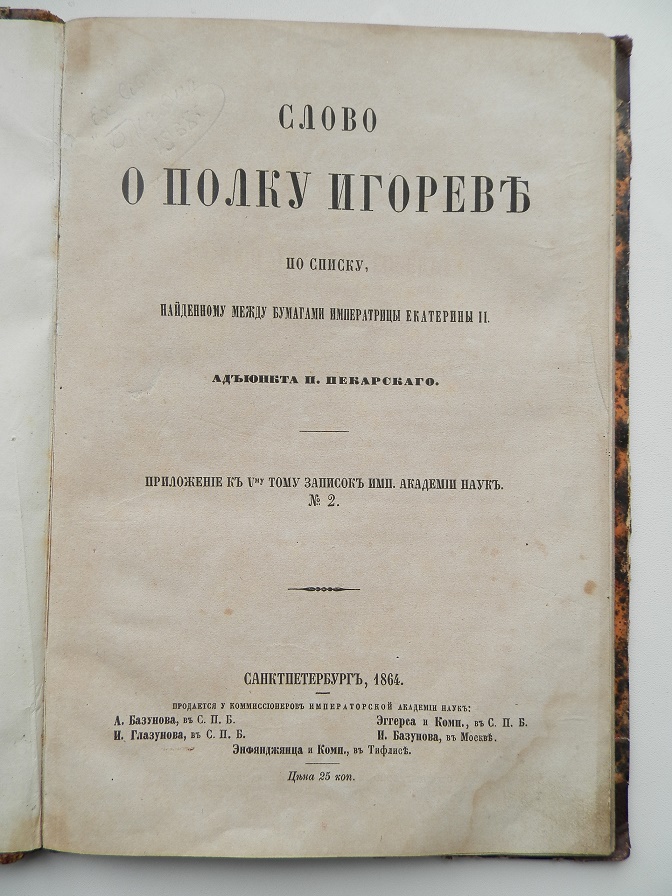 СЛОВО
О ПОЛКУ ИГОРЕВѢ
ПО СПИСКУ,
НАЙДЕННОМУ МЕЖДУ БУМАГАМИ ИМПЕРАТРИЦЫ ЕКАТЕРИНЫ II.
АДЪЮНКТА П. ПЕКАРСКАГО.
ПРИЛОЖЕНІЕ КЪ Vму ТОМУ ЗАПИСОКЪ ИМП. АКАДЕМІИ НАУКЪ.
№ 2.
САНКТПЕТЕРБУРГЪ, 1864.
ПРОДАЕТСЯ У КОММИССІОНЕРОВЪ ИМПЕРАТОРСКОЙ АКАДЕМІИ НАУКЪ:
А. Базунова, въ С. П. Б. Эггерса и Комп., въ С. П. Б.
И. Глазунова, въ С. П. Б. И. Базунова, въ Москвѣ.
Энфянджянца и Комп., въ Тифлисѣ.
Цѣна 25 коп.